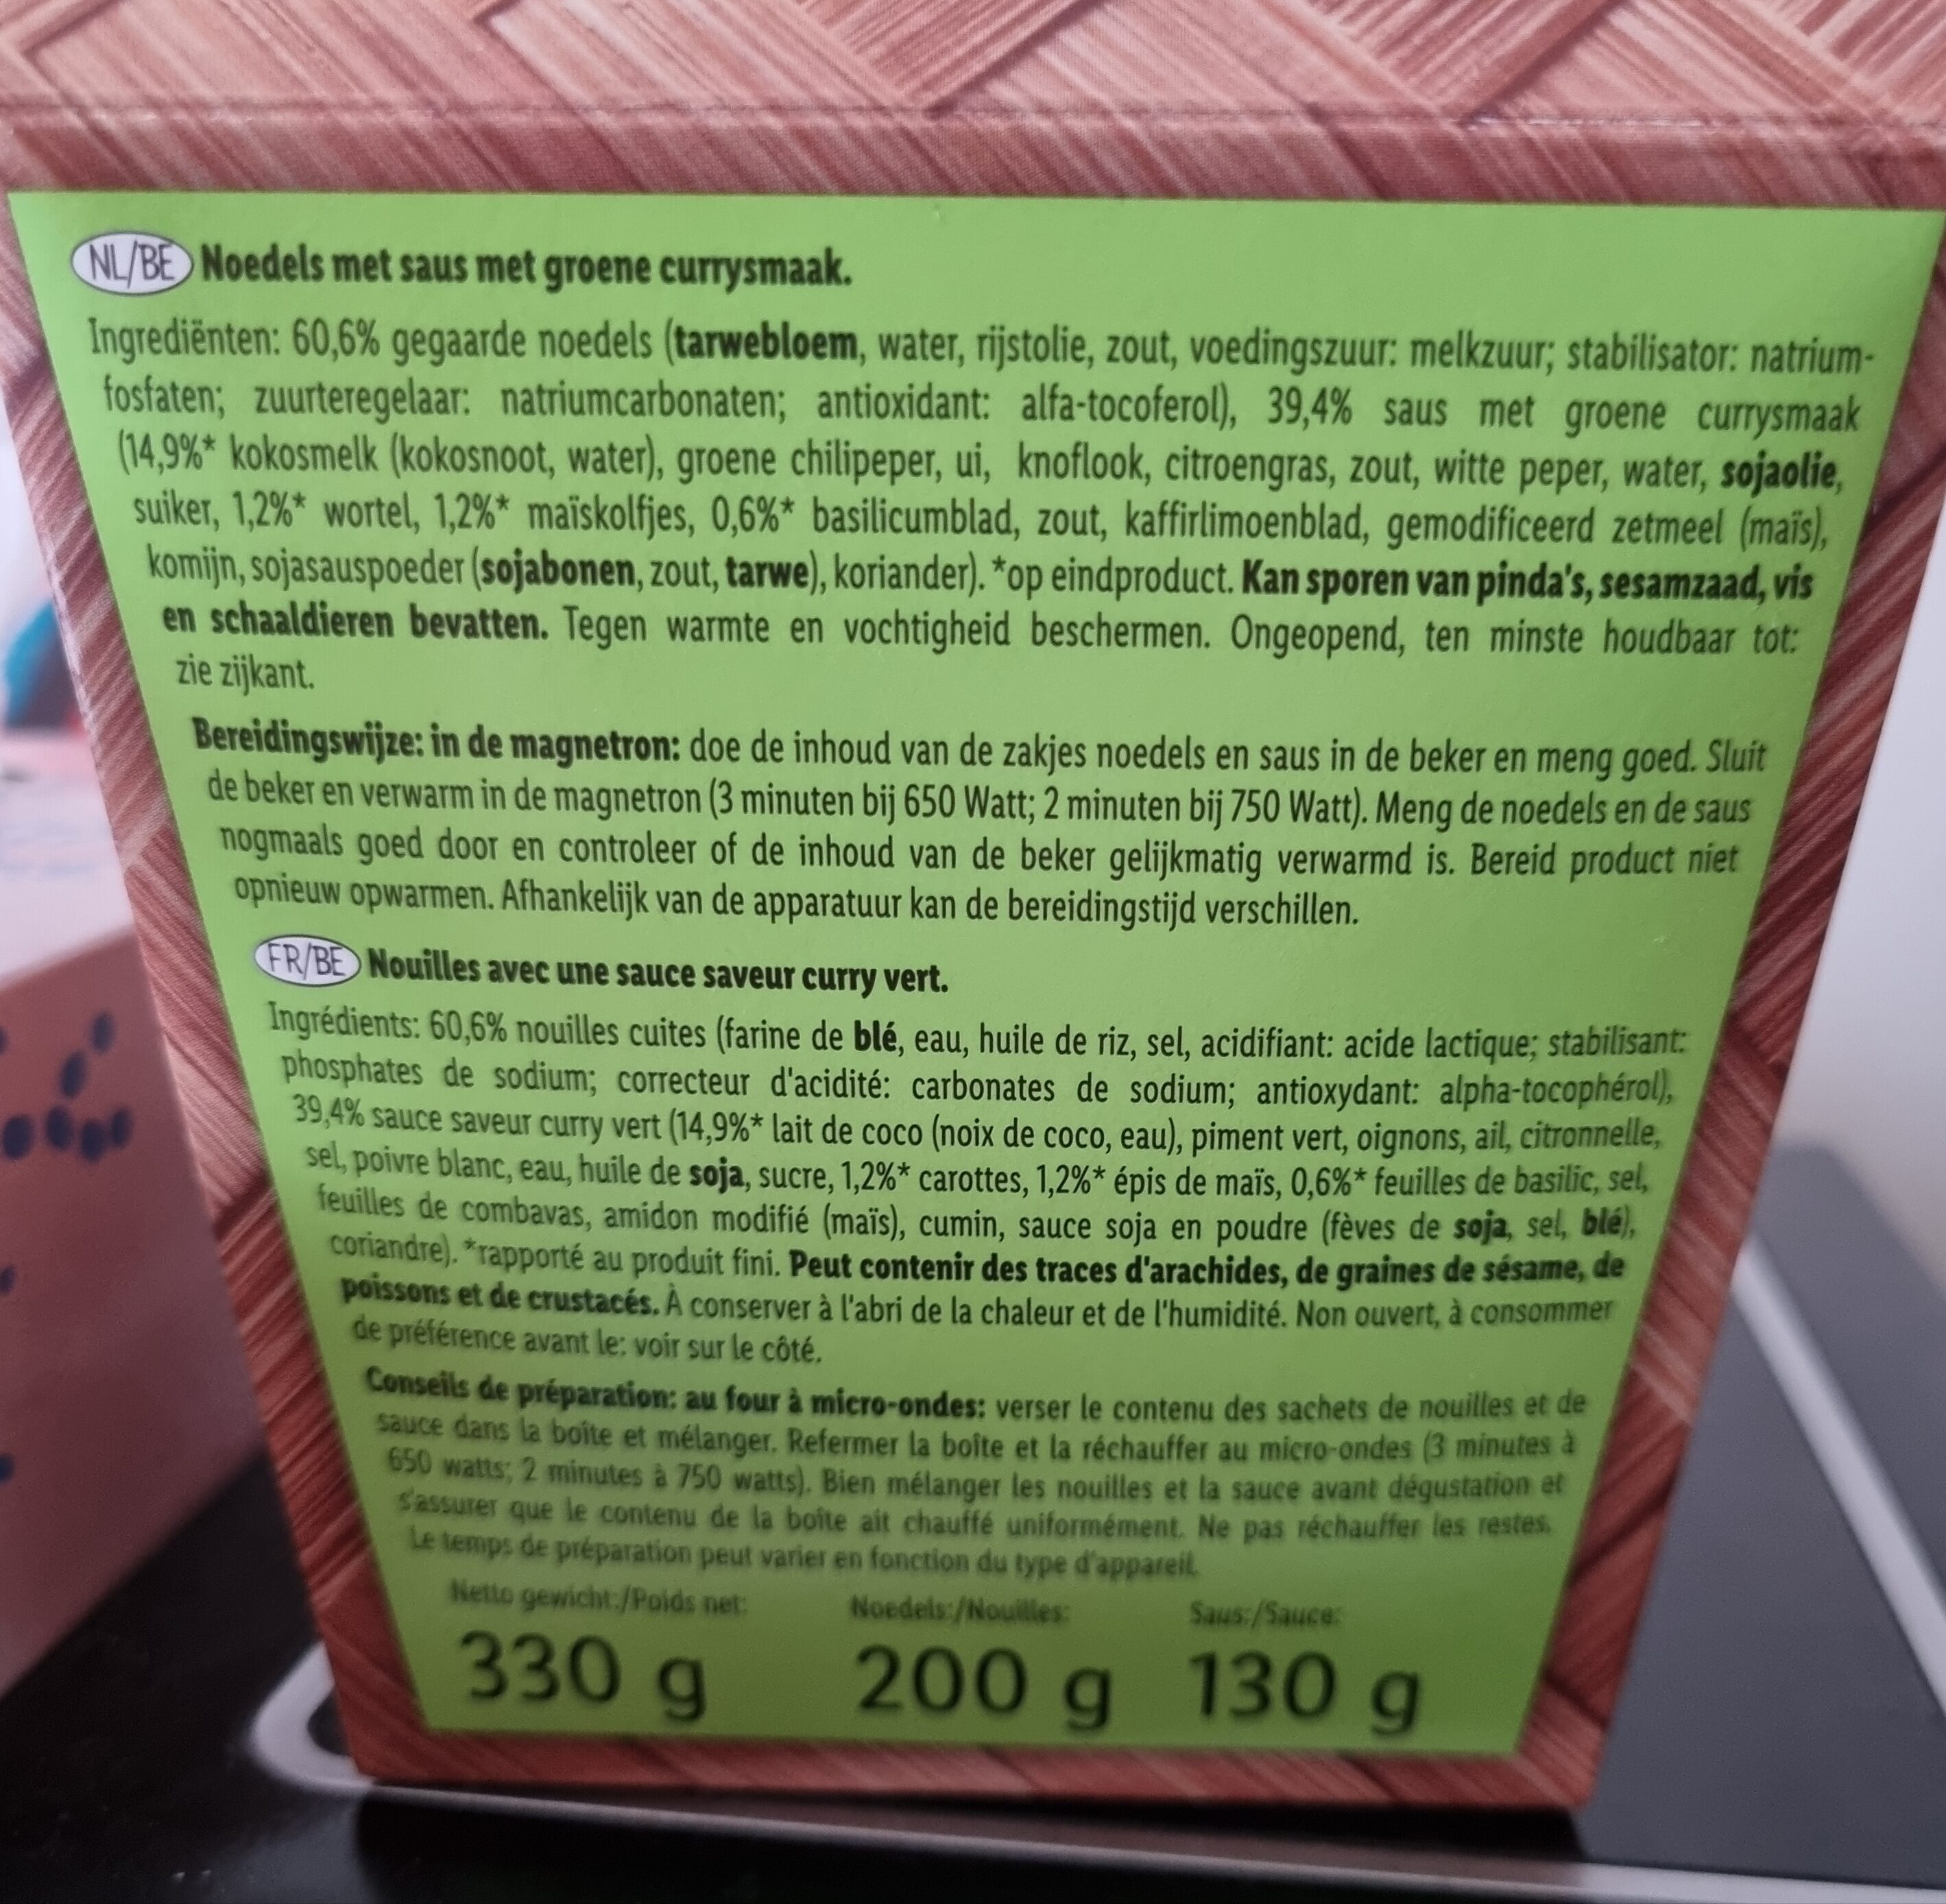 NL/BE Noedels met saus met groene currysmaak.
Ingrediënten: 60,6% gegaarde noedels (tarwebloem, water, rijstolie, zout, voedingszuur: melkzuur; stabilisator: natrium-
fosfaten; zuurteregelaar: natriumcarbonaten; antioxidant: alfa-tocoferol), 39,4% saus met groene currysmaak
(14,9%* kokosmelk (kokosnoot, water), groene chilipeper, ui, knoflook, citroengras, zout, witte peper, water, sojaolie,
suiker, 1,2%* wortel, 1,2%* maïskolfjes, 0,6%* basilicumblad, zout, kaffirlimoenblad, gemodificeerd zetmeel (maïs),
komijn, sojasauspoeder (sojabonen, zout, tarwe), koriander). *op eindproduct. Kan sporen van pinda's, sesamzaad, vis
en schaaldieren bevatten. Tegen warmte en vochtigheid beschermen. Ongeopend, ten minste houdbaar tot:
zie zijkant.
Bereidingswijze: in de magnetron: doe de inhoud van de zakjes noedels en saus in de beker en meng goed. Sluit
de beker en verwarm in de magnetron (3 minuten bij 650 Watt; 2 minuten bij 750 Watt). Meng de noedels en de saus
nogmaals goed door en controleer of de inhoud van de beker gelijkmatig verwarmd is. Bereid product niet
opnieuw opwarmen. Afhankelijk van de apparatuur kan de bereidingstijd verschillen.
FR/BE Nouilles avec une sauce saveur curry vert.
Ingrédients: 60,6% nouilles cuites (farine de blé, eau, huile de riz, sel, acidifiant: acide lactique; stabilisant:
phosphates de sodium; correcteur d'acidité: carbonates de sodium; antioxydant: alpha-tocophérol),
39,4% sauce saveur curry vert (14,9%* lait de coco (noix de coco, eau), piment vert, oignons, ail, citronnelle,
sel, poivre blanc, eau, huile de soja, sucre, 1,2%* carottes, 1,2%* épis de maïs, 0,6%* feuilles de basilic, sel,
feuilles de combavas, amidon modifié (maïs), cumin, sauce soja en poudre (fèves de soja, sel, blé),
coriandre). *rapporté au produit fini. Peut contenir des traces d'arachides, de graines de sésame, de
poissons et de crustacés. À conserver à l'abri de la chaleur et de l'humidité. Non ouvert, à consommer
de préférence avant le: voir sur le côté.
Conseils de préparation: au four à micro-ondes: verser le contenu des sachets de nouilles et de
sauce dans la boîte et mélanger. Refermer la boîte et la réchauffer au micro-ondes (3 minutes à
650 watts; 2 minutes à 750 watts). Bien mélanger les nouilles et la sauce avant dégustation et
s'assurer que le contenu de la boîte ait chauffé uniformément. Ne pas réchauffer les restes.
Le temps de préparation peut varier en fonction du type d'appareil.
Netto gewicht:/Poids net: Noedels:/Nouilles: Saus:/Sauce:
330 g 200 g 130 g